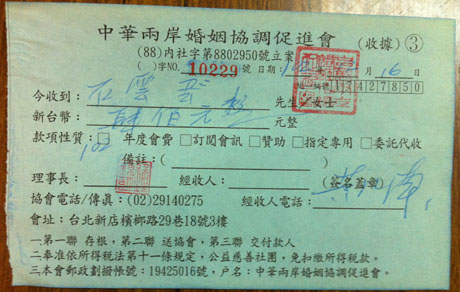 中華兩岸婚姻協調促進會 (收據) ③
(88)內社字第8802950號立案
( )字NO. 10229 號 日期: 月 16 日
今收到: 石雲 先生╱女士
新台幣: 伍佰元整 元整
款項性質: □ 年度會費 □訂閱會訊 □贊助 □指定專用 □委託代收
102 備註:( )
理事長: 經收人: (簽名蓋章)
協會電話/傳真:(02)29140275 經收人電話:
會址:台北新店檳榔路29巷18號3樓
一第一聯 存根,第二聯 送協會,第三聯 交付款人
二奉准依所得稅法第十一條規定,公益慈善社團,免扣繳所得稅款。
三本會郵政劃撥帳號:19425016號,戶名:中華兩岸婚姻協調促進會。